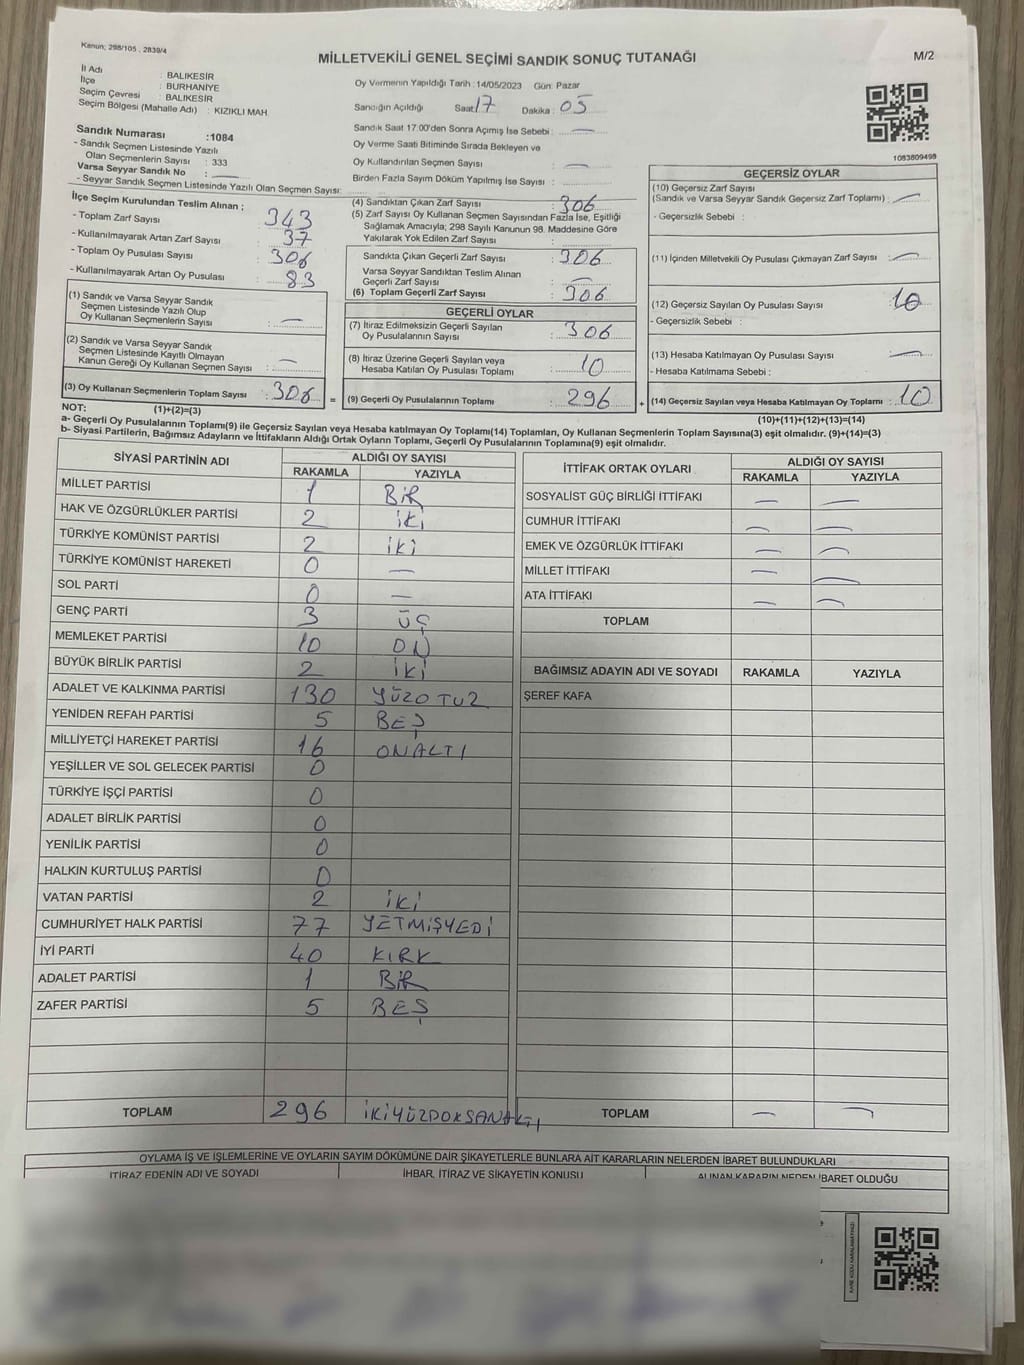 Kanun; 298/105 , 2839/4
MİLLETVEKİLİ GENEL SEÇİMİ SANDIK SONUÇ TUTANAĞI
M/2
İl Adı : BALIKESİR
İlçe : BURHANİYE
Seçim Çevresi : BALIKESİR
Seçim Bölgesi (Mahalle Adı) : KIZIKLI MAH.
Sandık Numarası :1084
- Sandık Seçmen Listesinde Yazılı
Olan Seçmenlerin Sayısı : 333
Varsa Seyyar Sandık No :
- Seyyar Sandık Seçmen Listesinde Yazılı Olan Seçmen Sayısı:
Oy Vermenin Yapıldığı Tarih :14/05/2023 Gün: Pazar
Sandığın Açıldığı Saat: 17 Dakika : 05
Sandık Saat 17:00'den Sonra Açımış İse Sebebi : —
Oy Verme Saati Bitiminde Sırada Bekleyen ve
Oy Kullandırılan Seçmen Sayısı : —
Birden Fazla Sayım Döküm Yapılmış İse Sayısı :
1083809498
İlçe Seçim Kurulundan Teslim Alınan ;
- Toplam Zarf Sayısı : 343
- Kullanılmayarak Artan Zarf Sayısı : 37
- Toplam Oy Pusulası Sayısı : 306
- Kullanılmayarak Artan Oy Pusulası : 83
(1) Sandık ve Varsa Seyyar Sandık
Seçmen Listesinde Yazılı Olup
Oy Kullanan Seçmenlerin Sayısı : —
(2) Sandık ve Varsa Seyyar Sandık
Seçmen Listesinde Kayıtlı Olmayan
Kanun Gereği Oy Kullanan Seçmen Sayısı : —
(3) Oy Kullanan Seçmenlerin Toplam Sayısı : 306 =
(4) Sandıktan Çıkan Zarf Sayısı : 306
(5) Zarf Sayısı Oy Kullanan Seçmen Sayısından Fazla İse, Eşitliği
Sağlamak Amacıyla; 298 Sayılı Kanunun 98. Maddesine Göre
Yakılarak Yok Edilen Zarf Sayısı :
Sandıkta Çıkan Geçerli Zarf Sayısı : 306
Varsa Seyyar Sandıktan Teslim Alınan
Geçerli Zarf Sayısı : —
(6) Toplam Geçerli Zarf Sayısı : 306
GEÇERLİ OYLAR
(7) İtiraz Edilmeksizin Geçerli Sayılan
Oy Pusulalarının Sayısı : 306
(8) İtiraz Üzerine Geçerli Sayılan veya
Hesaba Katılan Oy Pusulası Toplamı : 10
(9) Geçerli Oy Pusulalarının Toplamı : 296 +
GEÇERSİZ OYLAR
(10) Geçersiz Zarf Sayısı
(Sandık ve Varsa Seyyar Sandık Geçersiz Zarf Toplamı) : —
- Geçersizlik Sebebi :
(11) İçinden Milletvekili Oy Pusulası Çıkmayan Zarf Sayısı : —
(12) Geçersiz Sayılan Oy Pusulası Sayısı : 10
- Geçersizlik Sebebi :
(13) Hesaba Katılmayan Oy Pusulası Sayısı : —
- Hesaba Katılmama Sebebi :
(14) Geçersiz Sayılan veya Hesaba Katılmayan Oy Toplamı : 10
NOT: (1)+(2)=(3)
(10)+(11)+(12)+(13)=(14)
a- Geçerli Oy Pusulalarının Toplamı(9) ile Geçersiz Sayılan veya Hesaba Katılmayan Oy Toplamı(14) Toplamları, Oy Kullanan Seçmenlerin Toplam Sayısına(3) eşit olmalıdır. (9)+(14)=(3)
b- Siyasi Partilerin, Bağımsız Adayların ve İttifakların Aldığı Ortak Oyların Toplamı, Geçerli Oy Pusulalarının Toplamına(9) eşit olmalıdır.
SİYASİ PARTİNİN ADI ALDIĞI OY SAYISI
RAKAMLA YAZIYLA
MİLLET PARTİSİ 1 BİR
HAK VE ÖZGÜRLÜKLER PARTİSİ 2 İKİ
TÜRKİYE KOMÜNİST PARTİSİ 2 İKİ
TÜRKİYE KOMÜNİST HAREKETİ 0 —
SOL PARTİ 0 —
GENÇ PARTİ 3 ÜÇ
MEMLEKET PARTİSİ 10 ON
BÜYÜK BİRLİK PARTİSİ 2 İKİ
ADALET VE KALKINMA PARTİSİ 130 YÜZOTUZ
YENİDEN REFAH PARTİSİ 5 BEŞ
MİLLİYETÇİ HAREKET PARTİSİ 16 ONALTI
YEŞİLLER VE SOL GELECEK PARTİSİ 0
TÜRKİYE İŞÇİ PARTİSİ 0
ADALET BİRLİK PARTİSİ 0
YENİLİK PARTİSİ 0
HALKIN KURTULUŞ PARTİSİ 0
VATAN PARTİSİ 2 İKİ
CUMHURİYET HALK PARTİSİ 77 YETMİŞYEDİ
İYİ PARTİ 40 KIRK
ADALET PARTİSİ 1 BİR
ZAFER PARTİSİ 5 BEŞ
TOPLAM 296 İKİYÜZDOKSANALTI
İTTİFAK ORTAK OYLARI ALDIĞI OY SAYISI
RAKAMLA YAZIYLA
SOSYALİST GÜÇ BİRLİĞİ İTTİFAKI — —
CUMHUR İTTİFAKI — —
EMEK VE ÖZGÜRLÜK İTTİFAKI — —
MİLLET İTTİFAKI — —
ATA İTTİFAKI — —
TOPLAM
BAĞIMSIZ ADAYIN ADI VE SOYADI RAKAMLA YAZIYLA
ŞEREF KAFA
TOPLAM — —
OYLAMA İŞ VE İŞLEMLERİNE VE OYLARIN SAYIM DÖKÜMÜNE DAİR ŞİKAYETLERLE BUNLARA AİT KARARLARIN NELERDEN İBARET BULUNDUKLARI
İTİRAZ EDENİN ADI VE SOYADI İHBAR, İTİRAZ VE ŞİKAYETİN KONUSU ALINAN KARARIN NEDEN İBARET OLDUĞU